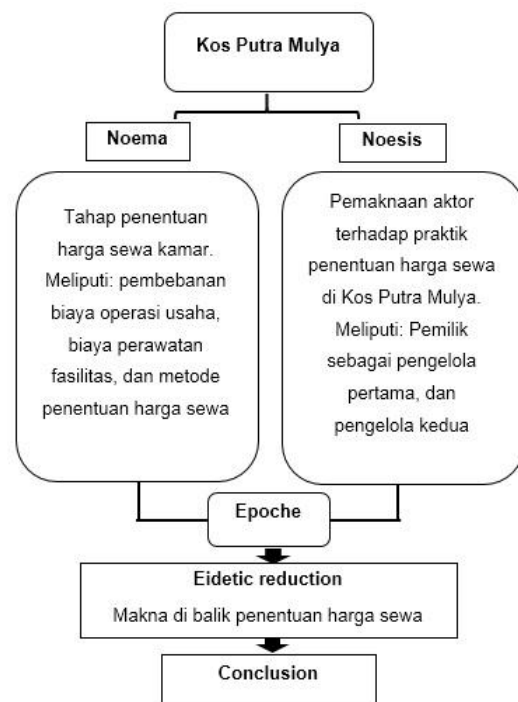 Kos Putra Mulya
Noema
Noesis
Tahap penentuan
harga sewa kamar.
Meliputi: pembebanan
biaya operasi usaha,
biaya perawatan
fasilitas, dan metode
penentuan harga sewa
Pemaknaan aktor
terhadap praktik
penentuan harga sewa
di Kos Putra Mulya.
Meliputi: Pemilik
sebagai pengelola
pertama, dan
pengelola kedua
Epoche
Eidetic reduction
Makna di balik penentuan harga sewa
Conclusion